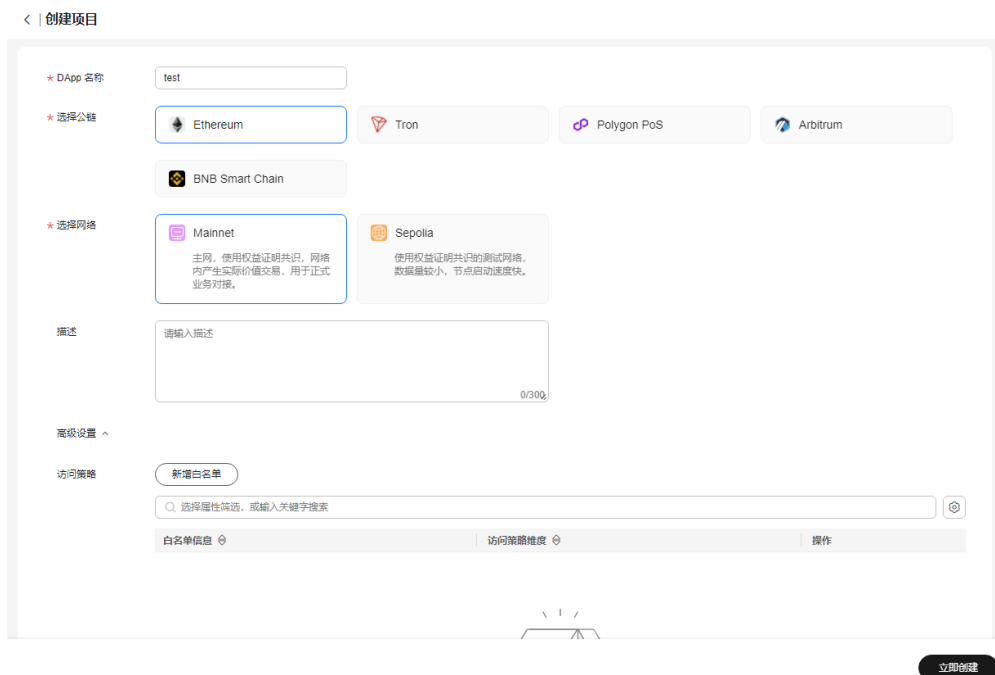 创建项目
* DApp 名称
test
* 选择公链
Ethereum
Tron
Polygon PoS
Arbitrum
BNB Smart Chain
* 选择网络
Mainnet
主网，使用权益证明共识，网络
内产生实际价值交易，用于正式
业务对接。
Sepolia
使用权益证明共识的测试网络，
数据量较小，节点启动速度快。
描述
请输入描述
0/300
高级设置
访问策略
新增白名单
选择属性筛选，或输入关键字搜索
白名单信息
访问策略维度
操作
立即创建